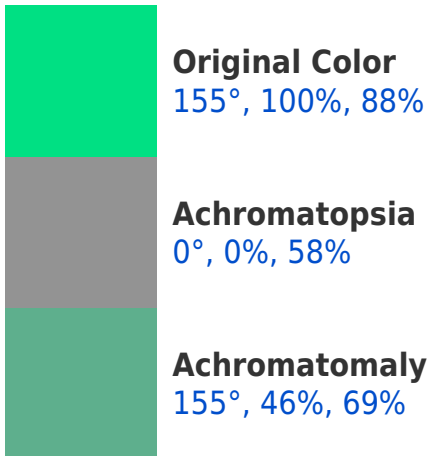 Original Color
155°, 100%, 88%
Achromatopsia
0°, 0%, 58%
Achromatomaly
155°, 46%, 69%